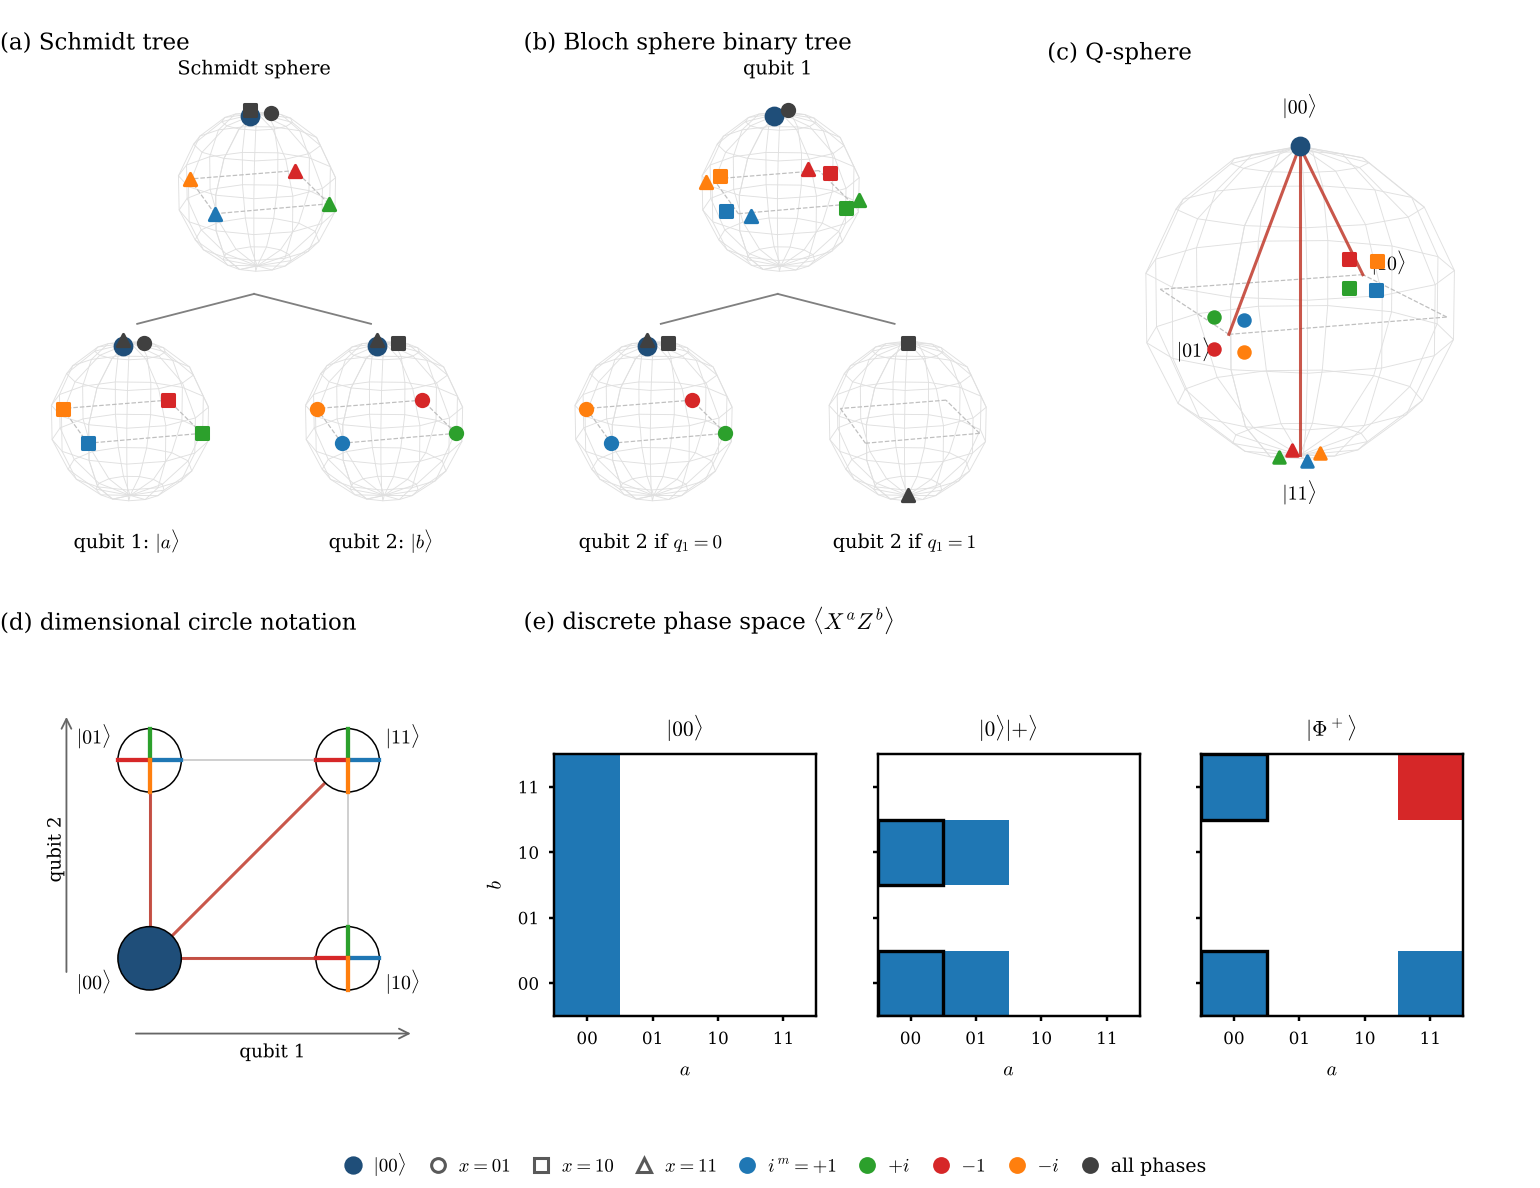 (a) Schmidt tree
Schmidt sphere
qubit 1: |a⟩
qubit 2: |b⟩
(b) Bloch sphere binary tree
qubit 1
qubit 2 if q₁ = 0
qubit 2 if q₁ = 1
(c) Q-sphere
|00⟩
|01⟩
|11⟩
(d) dimensional circle notation
|01⟩
|11⟩
qubit 2
|00⟩
|10⟩
qubit 1
(e) discrete phase space ⟨XᵃZᵇ⟩
|00⟩
11
10
01
00
b
00 01 10 11
a
|0⟩|+⟩
00 01 10 11
a
|Φ⁺⟩
00 01 10 11
a
|00⟩ x = 01 x = 10 x = 11 iᵐ = +1 +i −1 −i all phases